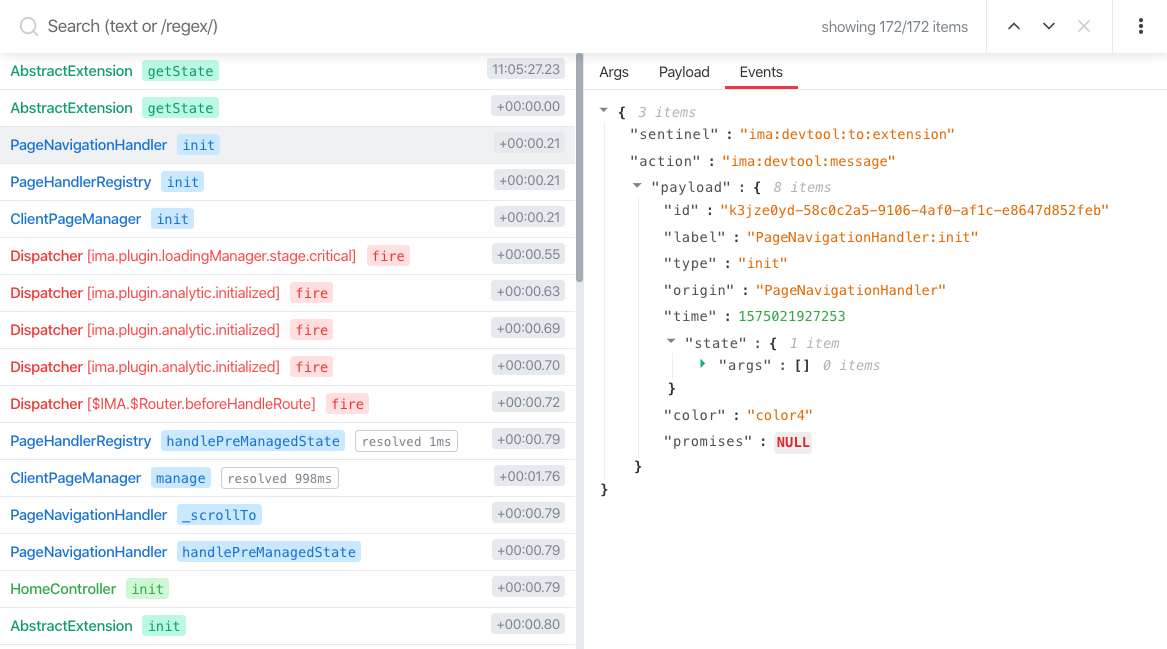 Search (text or /regex/)
showing 172/172 items
AbstractExtension getState 11:05:27.23
AbstractExtension getState +00:00.00
PageNavigationHandler init +00:00.21
PageHandlerRegistry init +00:00.21
ClientPageManager init +00:00.21
Dispatcher [ima.plugin.loadingManager.stage.critical] fire +00:00.55
Dispatcher [ima.plugin.analytic.initialized] fire +00:00.63
Dispatcher [ima.plugin.analytic.initialized] fire +00:00.69
Dispatcher [ima.plugin.analytic.initialized] fire +00:00.70
Dispatcher [$IMA.$Router.beforeHandleRoute] fire +00:00.72
PageHandlerRegistry handlePreManagedState resolved 1ms +00:00.79
ClientPageManager manage resolved 998ms +00:01.76
PageNavigationHandler _scrollTo +00:00.79
PageNavigationHandler handlePreManagedState +00:00.79
HomeController init +00:00.79
AbstractExtension init +00:00.80
Args Payload Events
{ 3 items
"sentinel" : "ima:devtool:to:extension"
"action" : "ima:devtool:message"
"payload" : { 8 items
"id" : "k3jze0yd-58c0c2a5-9106-4af0-af1c-e8647d852feb"
"label" : "PageNavigationHandler:init"
"type" : "init"
"origin" : "PageNavigationHandler"
"time" : 1575021927253
"state" : { 1 item
"args" : [] 0 items
}
"color" : "color4"
"promises" : NULL
}
}